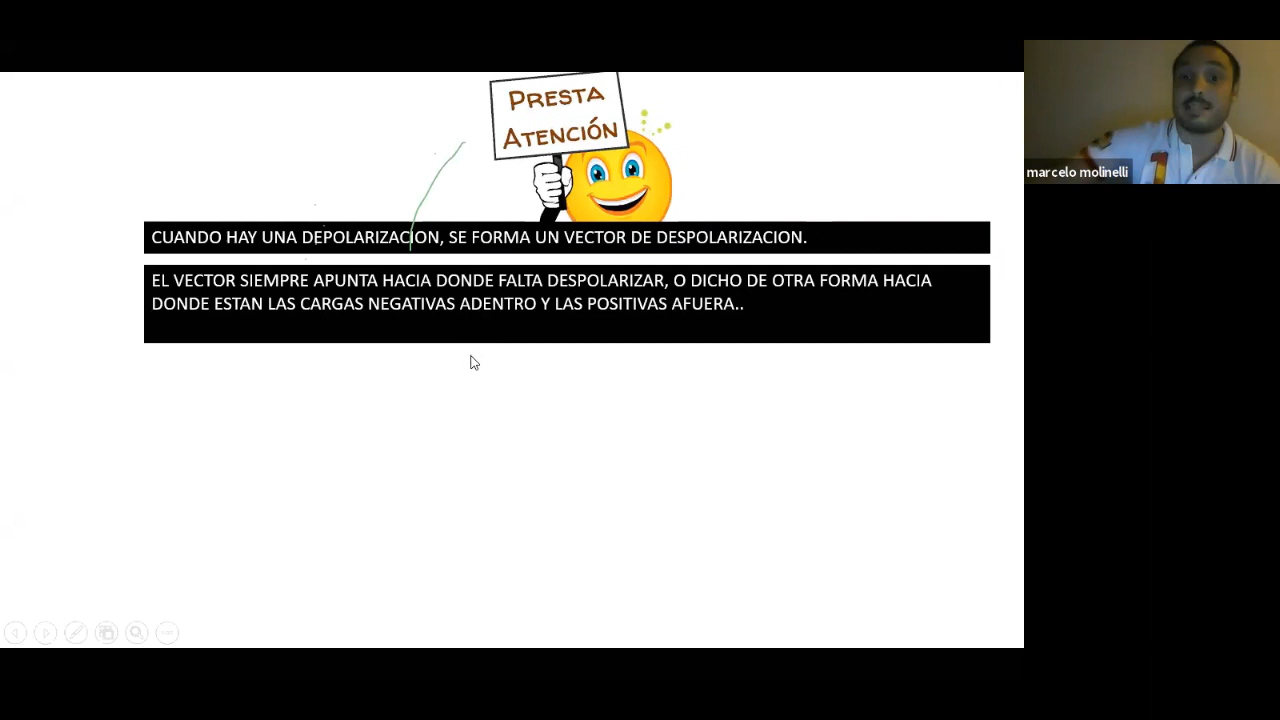 PRESTA
ATENCIÓN
marcelo molinelli
CUANDO HAY UNA DEPOLARIZACION, SE FORMA UN VECTOR DE DESPOLARIZACION.
EL VECTOR SIEMPRE APUNTA HACIA DONDE FALTA DESPOLARIZAR, O DICHO DE OTRA FORMA HACIA
DONDE ESTAN LAS CARGAS NEGATIVAS ADENTRO Y LAS POSITIVAS AFUERA..